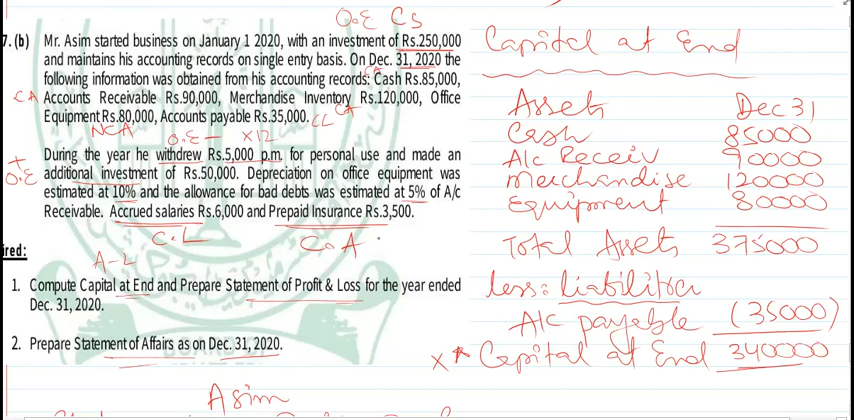 O.E CS
7. (b) Mr. Asim started business on January 1 2020, with an investment of Rs.250,000
and maintains his accounting records on single entry basis. On Dec. 31, 2020 the
following information was obtained from his accounting records: Cash Rs.85,000,
CA
CA Accounts Receivable Rs.90,000, Merchandise Inventory Rs.120,000, Office
Equipment Rs.80,000, Accounts payable Rs.35,000. CL
CA
NCA
O.E - X12
During the year he withdrew Rs.5,000 p.m. for personal use and made an
+
O.E additional investment of Rs.50,000. Depreciation on office equipment was
estimated at 10% and the allowance for bad debts was estimated at 5% of A/c
Receivable. Accrued salaries Rs.6,000 and Prepaid Insurance Rs.3,500.
C.L C.A
ired:
A-L
1. Compute Capital at End and Prepare Statement of Profit & Loss for the year ended
Dec. 31, 2020.
2. Prepare Statement of Affairs as on Dec. 31, 2020.
Asim
Capital at End
Assets Dec 31
Cash 85000
A/c Receiv 90000
Merchandise 120000
Equipment 80000
Total Assets 375000
less: liabilities
A/c payable (35000)
X* Capital at End 340000